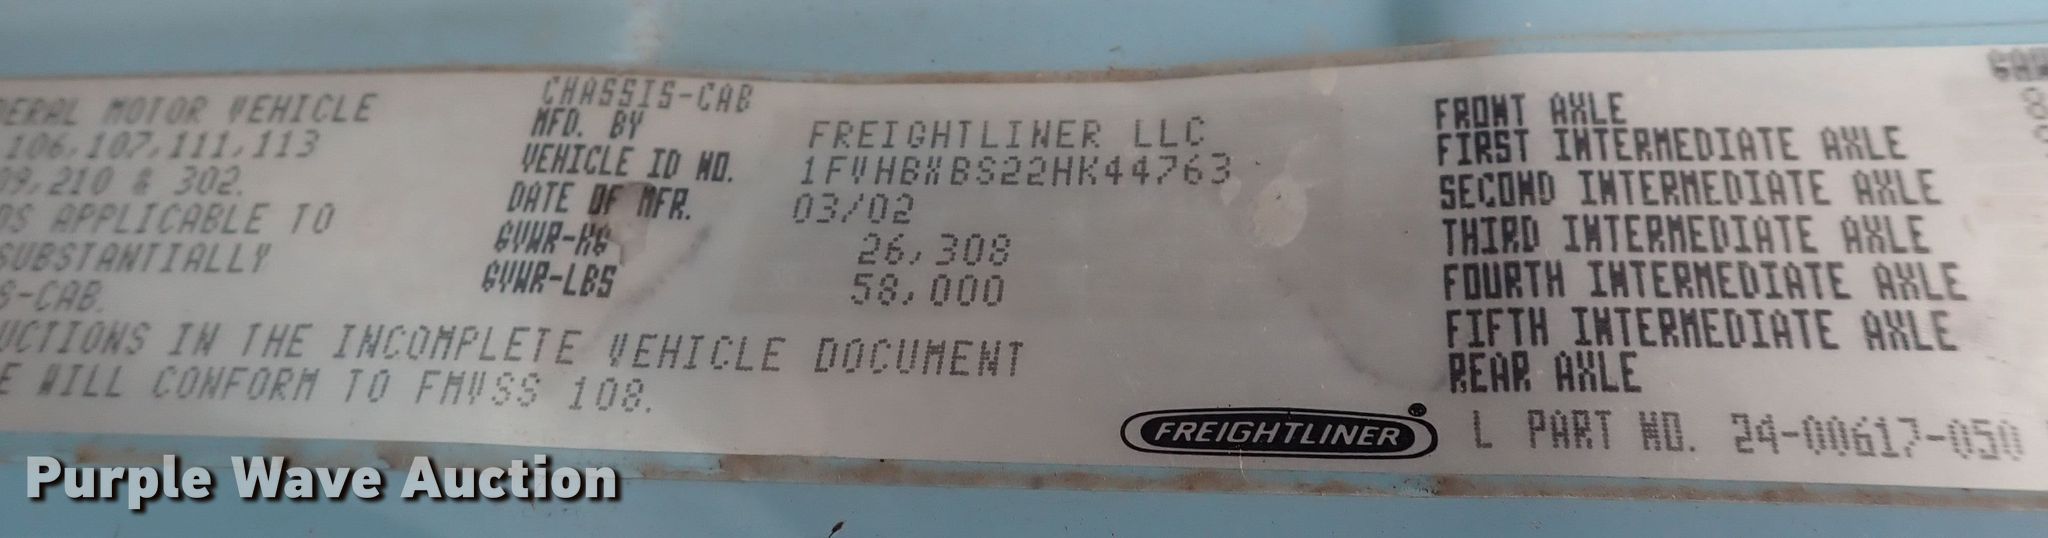 DERAL MOTOR VEHICLE
106,107,111,113
09,210 & 302.
DS APPLICABLE TO
SUBSTANTIALLY
S-CAB.
UCTIONS IN THE INCOMPLETE VEHICLE DOCUMENT
E WILL CONFORM TO FMVSS 108.
CHASSIS-CAB
MFD. BY FREIGHTLINER LLC
VEHICLE ID NO. 1FVHBXBS22HK44763
DATE OF MFR. 03/02
GVWR-KG 26,308
GVWR-LBS 58,000
FREIGHTLINER
FRONT AXLE
FIRST INTERMEDIATE AXLE
SECOND INTERMEDIATE AXLE
THIRD INTERMEDIATE AXLE
FOURTH INTERMEDIATE AXLE
FIFTH INTERMEDIATE AXLE
REAR AXLE
L PART NO. 24-00617-050
Purple Wave Auction